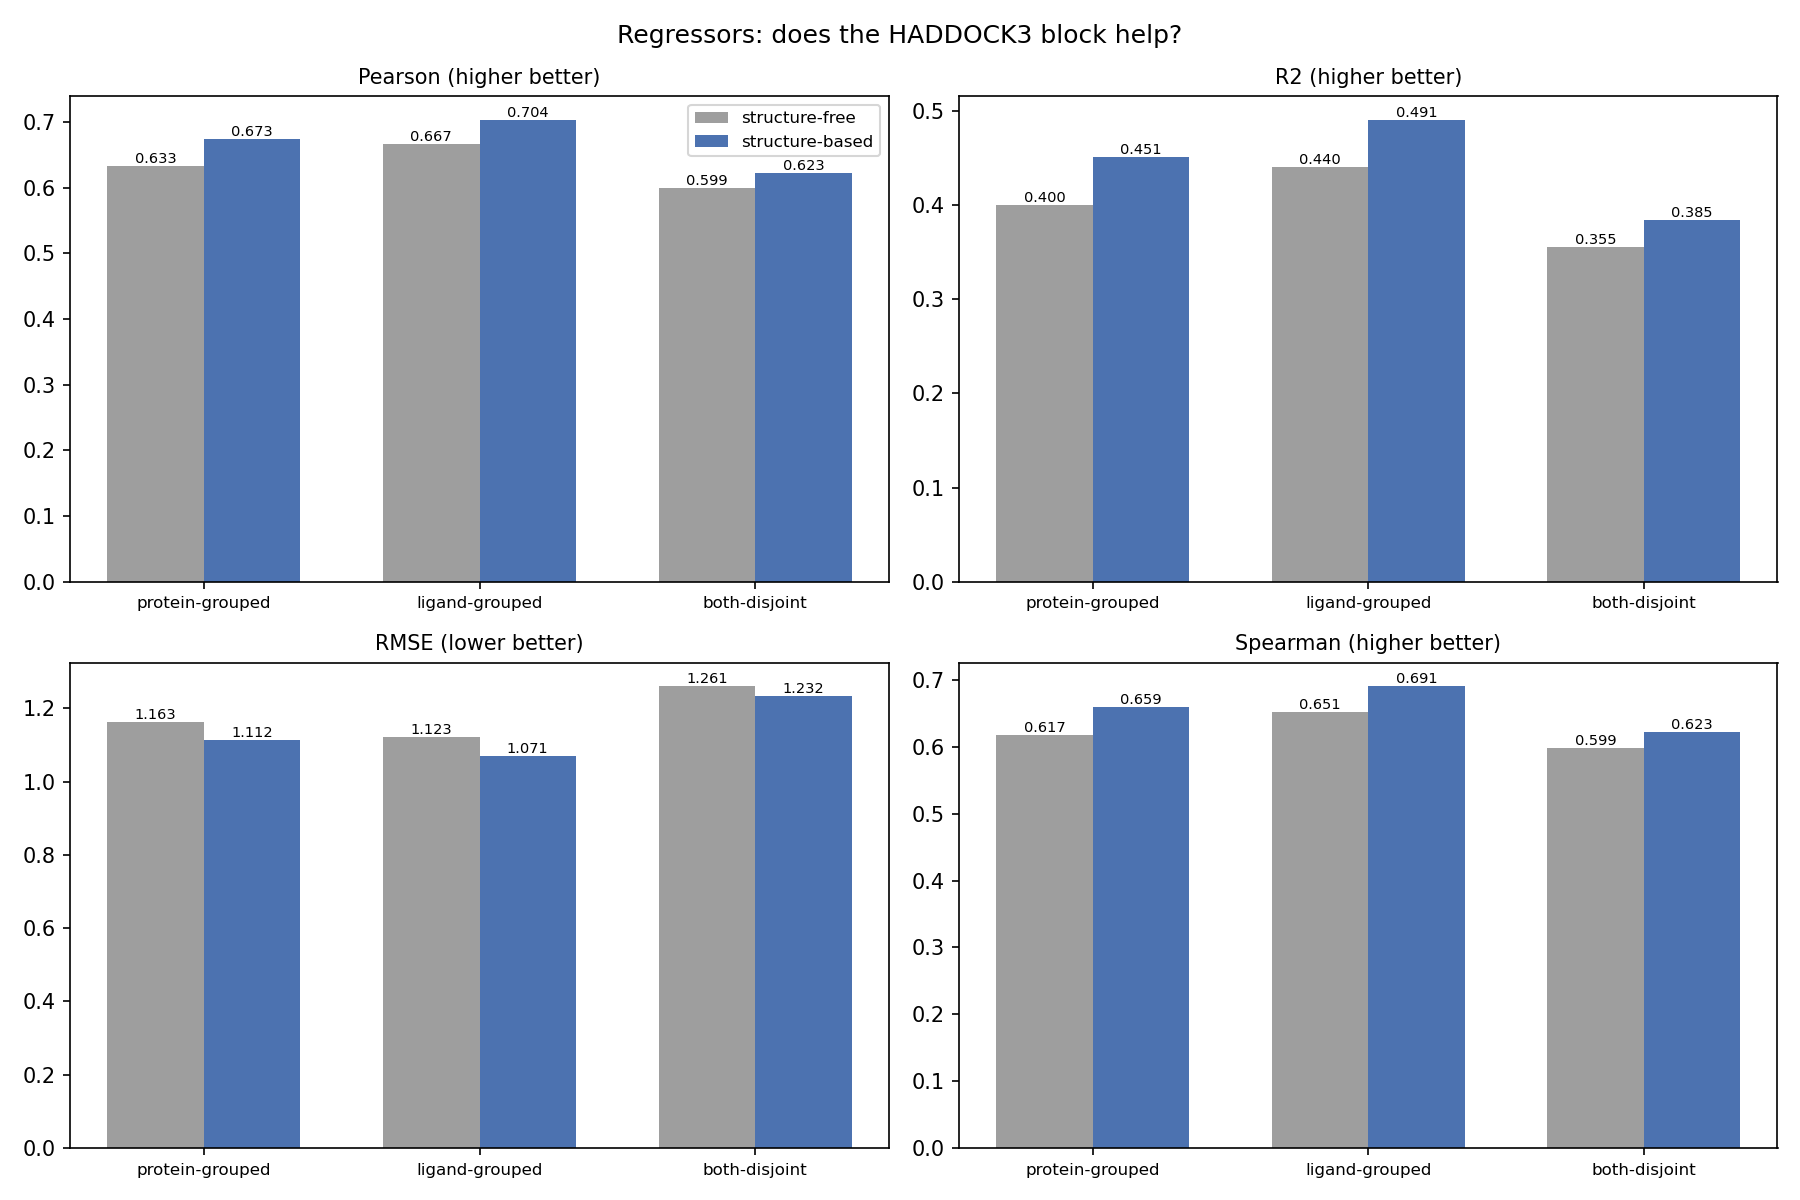 Regressors: does the HADDOCK3 block help?
Pearson (higher better)
0.7
0.6
0.5
0.4
0.3
0.2
0.1
0.0
0.633
0.673
0.667
0.704
0.599
0.623
structure-free
structure-based
protein-grouped
ligand-grouped
both-disjoint
R2 (higher better)
0.5
0.4
0.3
0.2
0.1
0.0
0.400
0.451
0.440
0.491
0.355
0.385
protein-grouped
ligand-grouped
both-disjoint
RMSE (lower better)
1.2
1.0
0.8
0.6
0.4
0.2
0.0
1.163
1.112
1.123
1.071
1.261
1.232
protein-grouped
ligand-grouped
both-disjoint
Spearman (higher better)
0.7
0.6
0.5
0.4
0.3
0.2
0.1
0.0
0.617
0.659
0.651
0.691
0.599
0.623
protein-grouped
ligand-grouped
both-disjoint